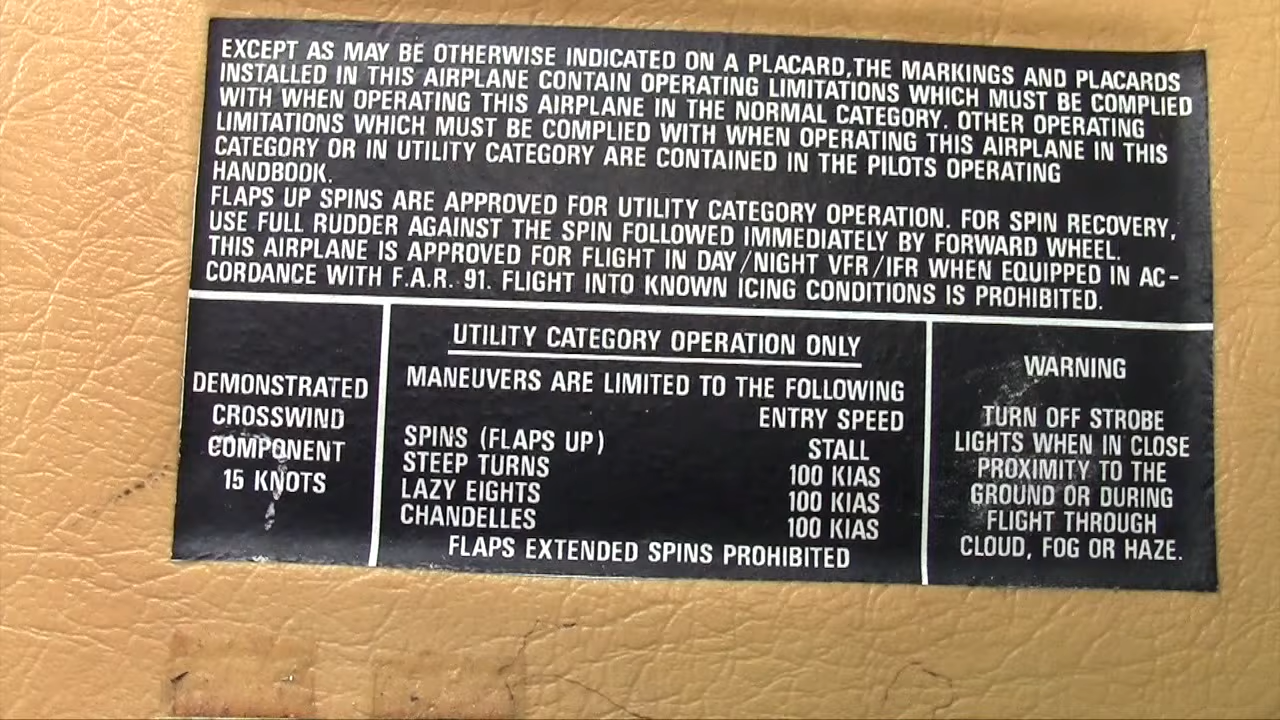 EXCEPT AS MAY BE OTHERWISE INDICATED ON A PLACARD, THE MARKINGS AND PLACARDS
INSTALLED IN THIS AIRPLANE CONTAIN OPERATING LIMITATIONS WHICH MUST BE COMPLIED
WITH WHEN OPERATING THIS AIRPLANE IN THE NORMAL CATEGORY. OTHER OPERATING
LIMITATIONS WHICH MUST BE COMPLIED WITH WHEN OPERATING THIS AIRPLANE IN THIS
CATEGORY OR IN UTILITY CATEGORY ARE CONTAINED IN THE PILOTS OPERATING
HANDBOOK.
FLAPS UP SPINS ARE APPROVED FOR UTILITY CATEGORY OPERATION. FOR SPIN RECOVERY,
USE FULL RUDDER AGAINST THE SPIN FOLLOWED IMMEDIATELY BY FORWARD WHEEL.
THIS AIRPLANE IS APPROVED FOR FLIGHT IN DAY/NIGHT VFR/IFR WHEN EQUIPPED IN AC-
CORDANCE WITH F.A.R. 91. FLIGHT INTO KNOWN ICING CONDITIONS IS PROHIBITED.
DEMONSTRATED
CROSSWIND
COMPONENT
15 KNOTS
UTILITY CATEGORY OPERATION ONLY
MANEUVERS ARE LIMITED TO THE FOLLOWING
ENTRY SPEED
SPINS (FLAPS UP) STALL
STEEP TURNS 100 KIAS
LAZY EIGHTS 100 KIAS
CHANDELLES 100 KIAS
FLAPS EXTENDED SPINS PROHIBITED
WARNING
TURN OFF STROBE
LIGHTS WHEN IN CLOSE
PROXIMITY TO THE
GROUND OR DURING
FLIGHT THROUGH
CLOUD, FOG OR HAZE.